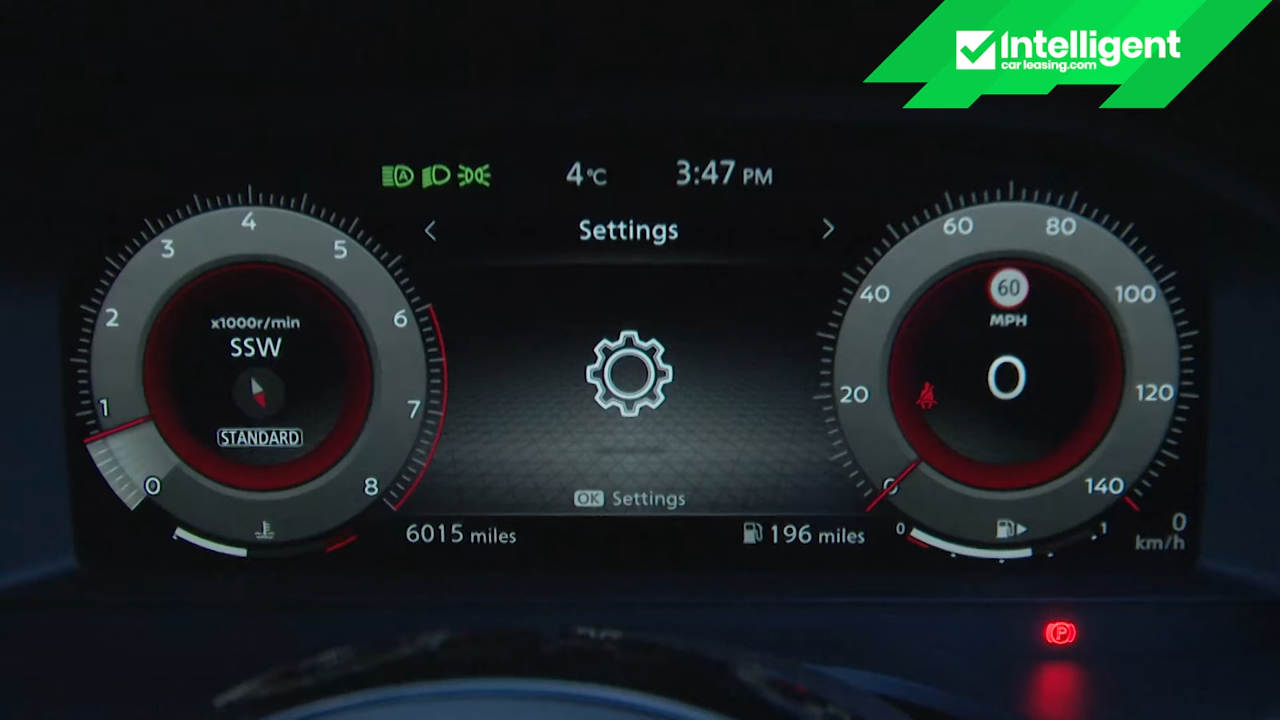 Intelligent
carleasing.com
4°C
3:47 PM
Settings
x1000r/min
SSW
STANDARD
0
1
2
3
4
5
6
7
8
OK Settings
6015 miles
196 miles
60
MPH
0
0
20
40
60
80
100
120
140
0
1
0
km/h
P